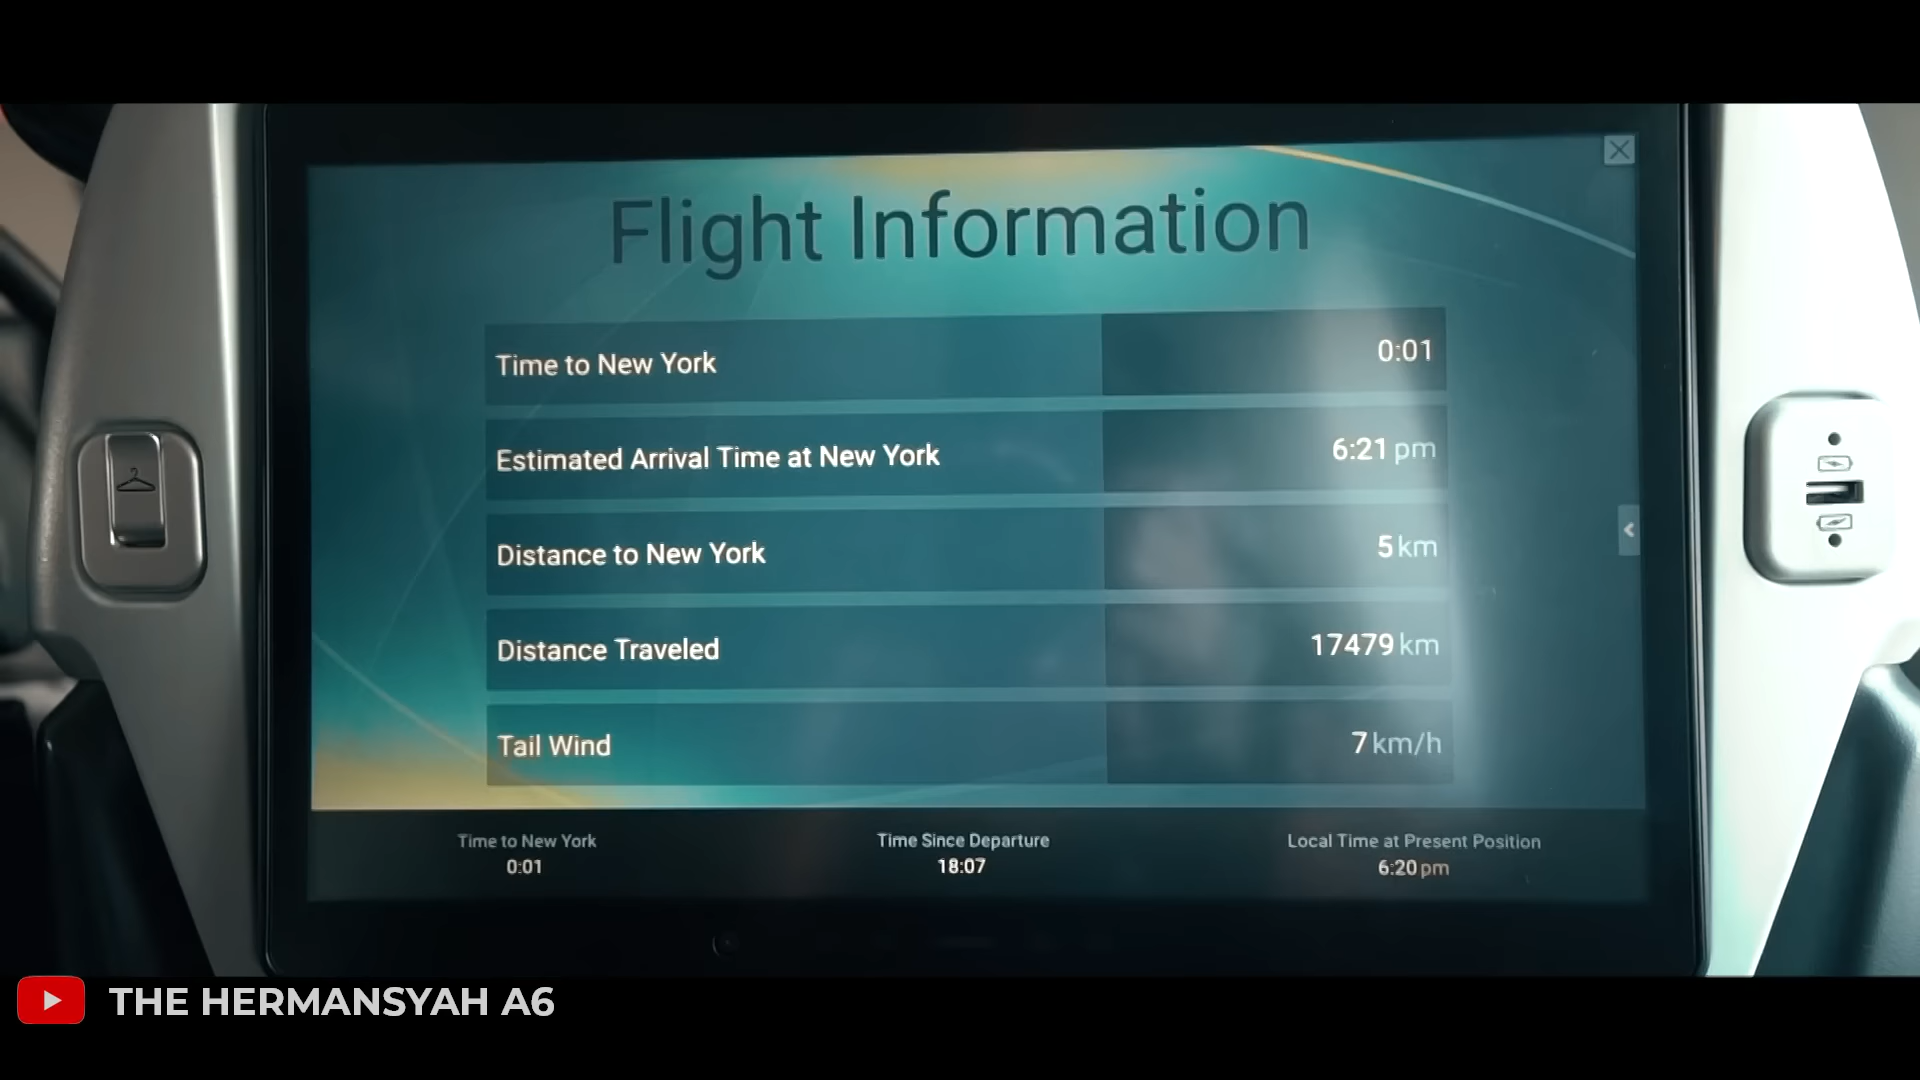 Flight Information
Time to New York 0:01
Estimated Arrival Time at New York 6:21 pm
Distance to New York 5 km
Distance Traveled 17479 km
Tail Wind 7 km/h
Time to New York Time Since Departure Local Time at Present Position
0:01 18:07 6:20 pm
THE HERMANSYAH A6